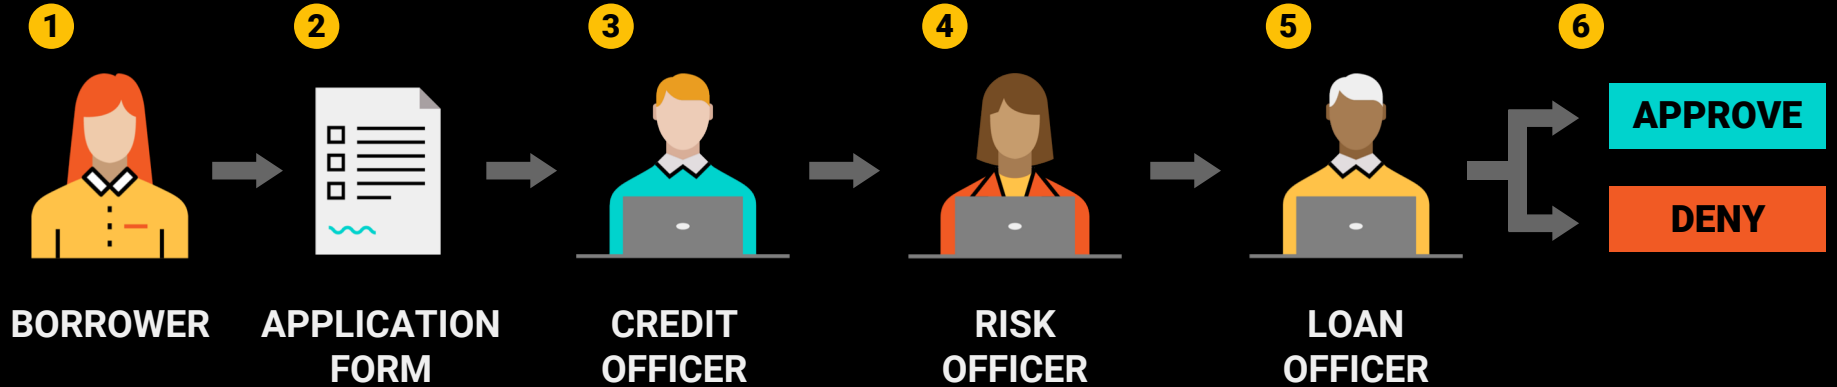 1
2
3
4
5
6
APPROVE
DENY
BORROWER
APPLICATION
FORM
CREDIT
OFFICER
RISK
OFFICER
LOAN
OFFICER